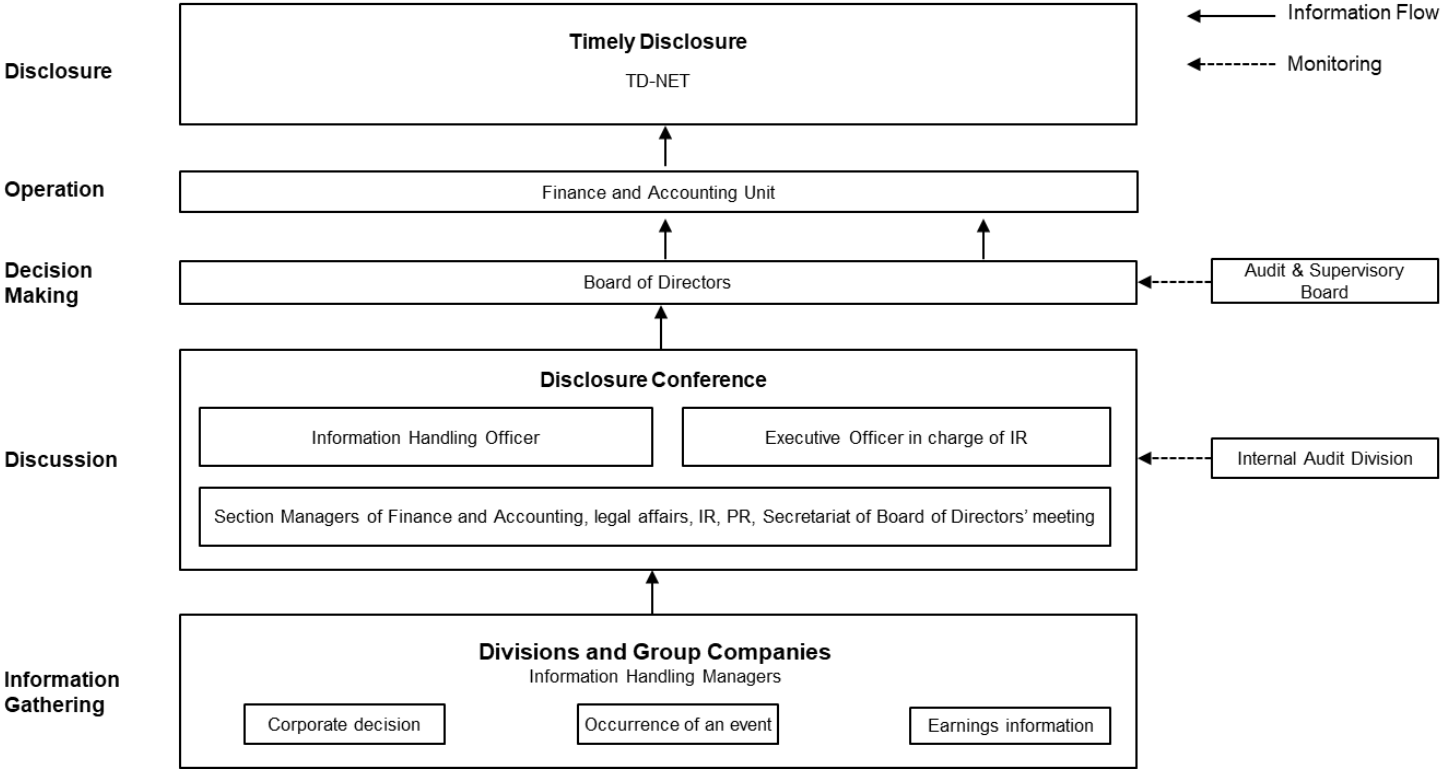 Information Flow
Monitoring
Disclosure
Timely Disclosure
TD-NET
Operation
Finance and Accounting Unit
Decision
Making
Board of Directors
Audit & Supervisory
Board
Discussion
Disclosure Conference
Information Handling Officer
Executive Officer in charge of IR
Section Managers of Finance and Accounting, legal affairs, IR, PR, Secretariat of Board of Directors’ meeting
Internal Audit Division
Information
Gathering
Divisions and Group Companies
Information Handling Managers
Corporate decision
Occurrence of an event
Earnings information